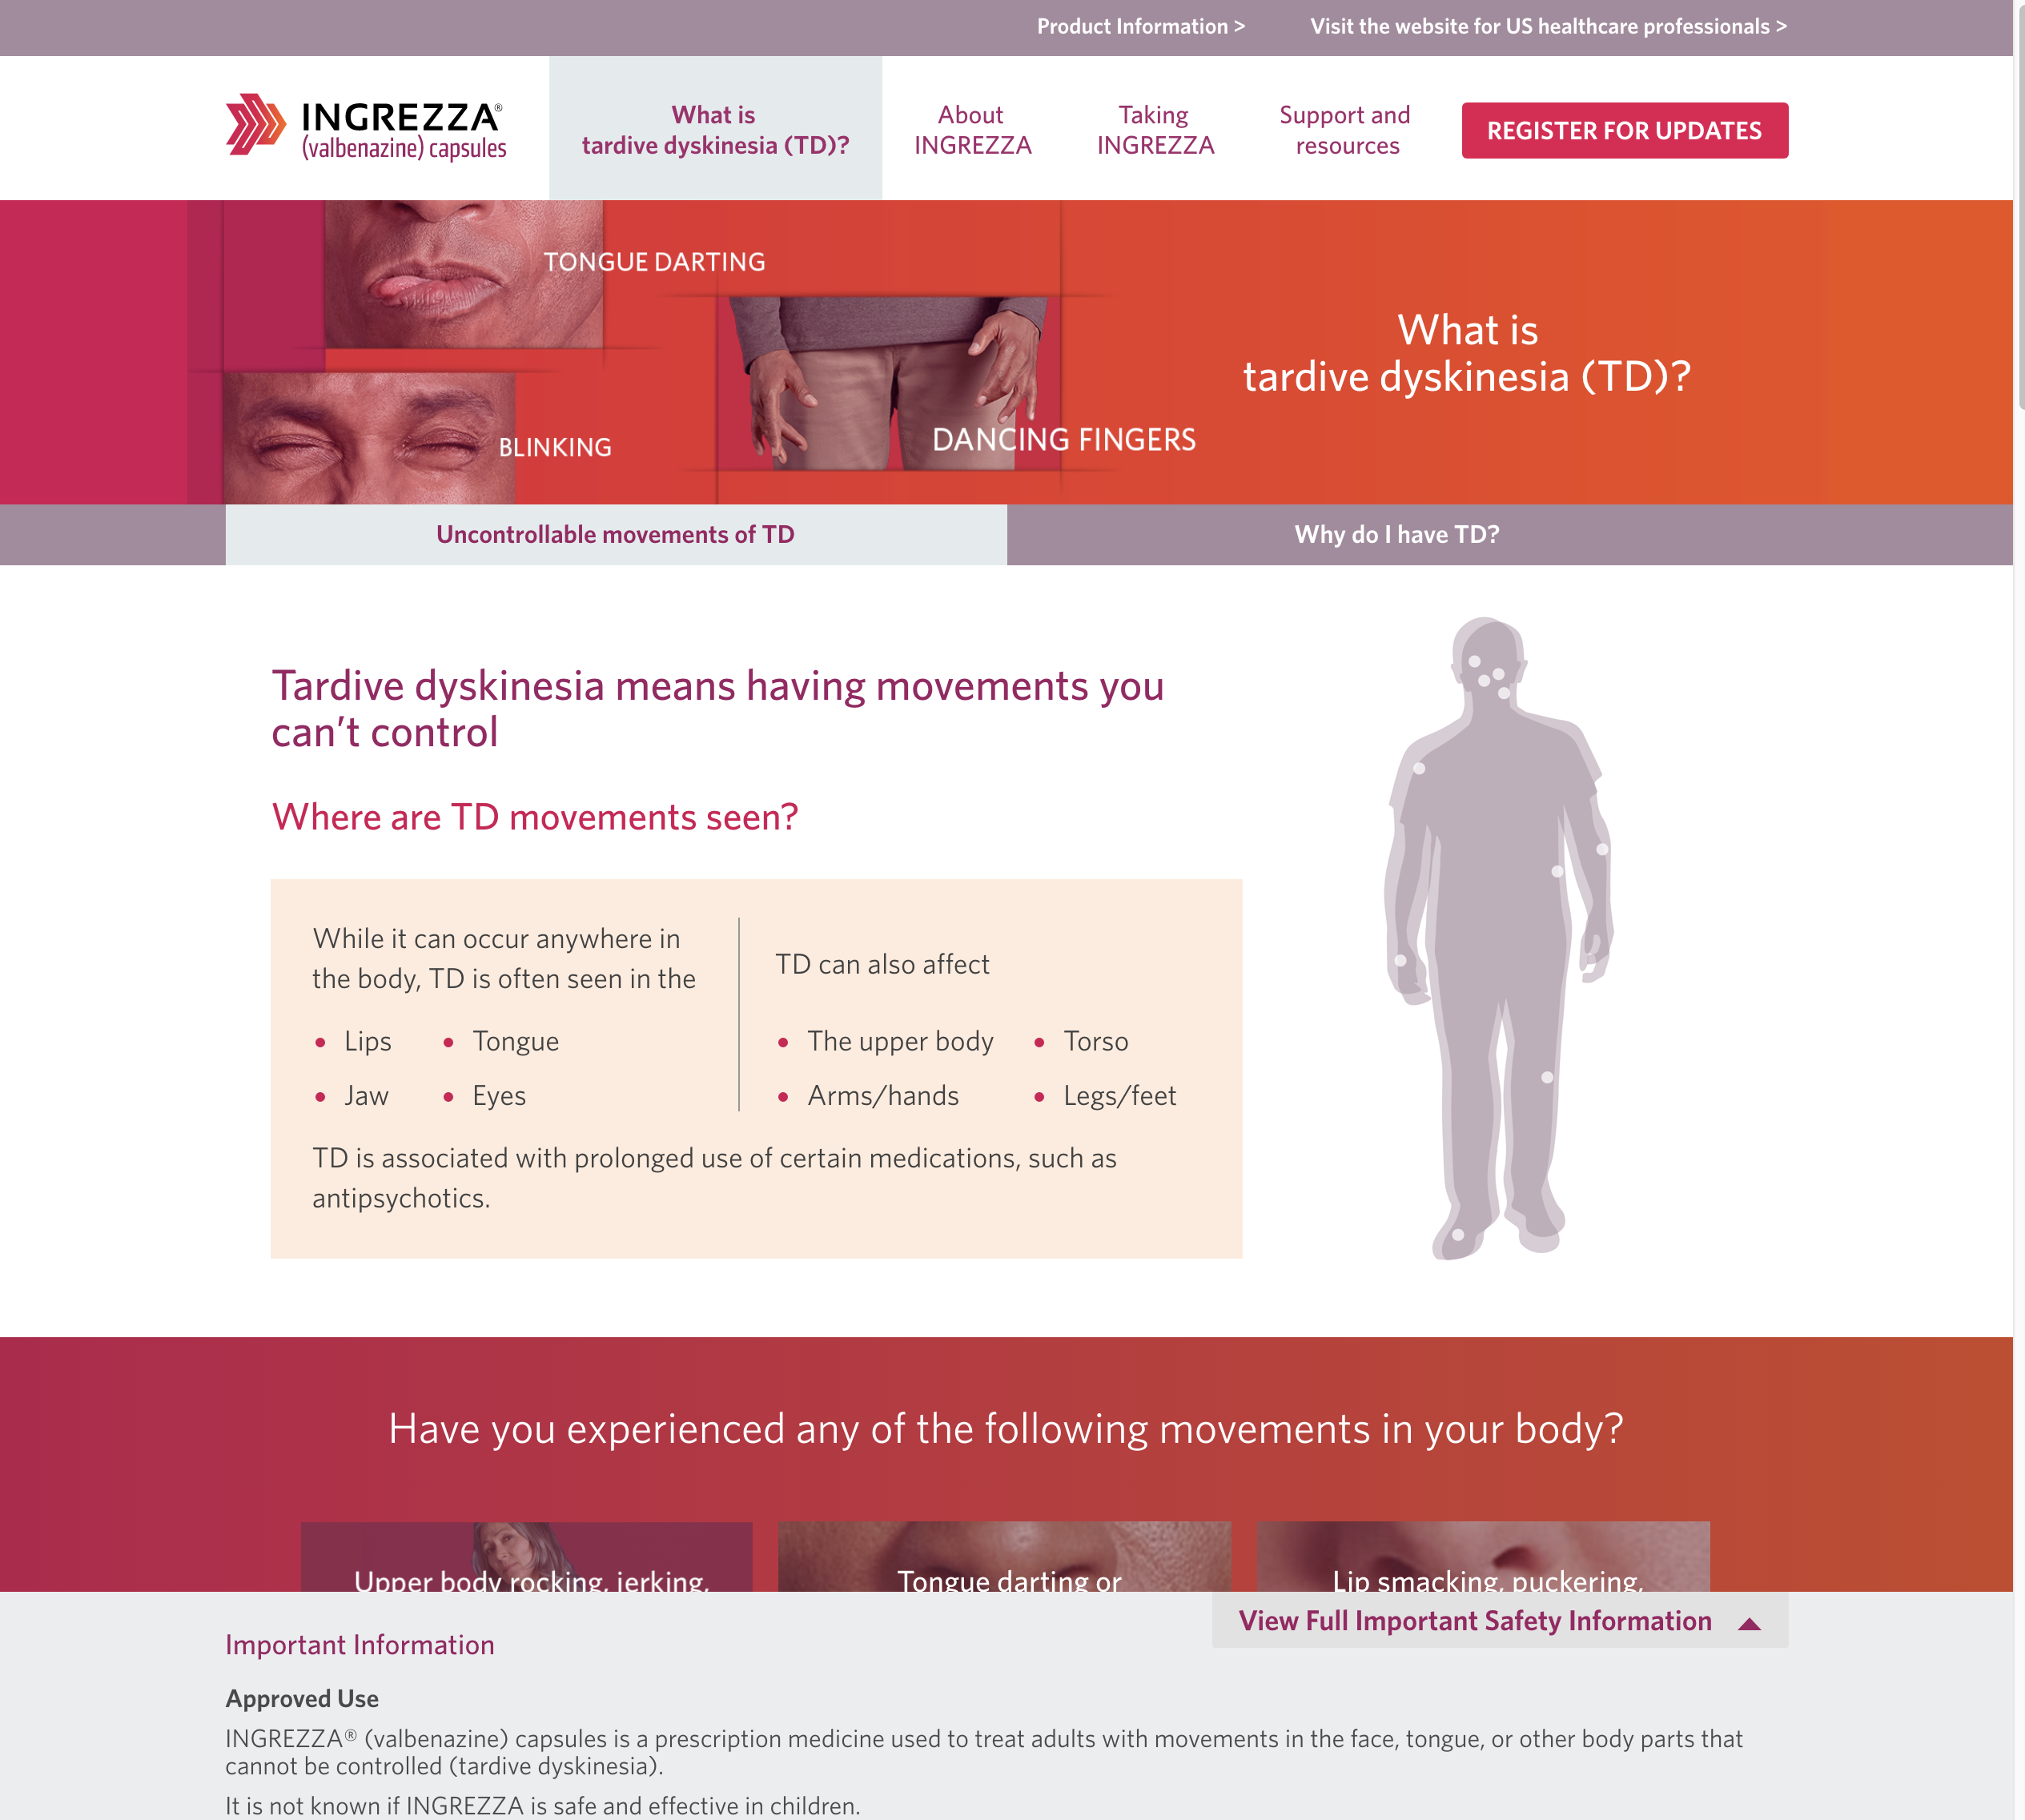 Product Information >
Visit the website for US healthcare professionals >
INGREZZA®
(valbenazine) capsules
What is
tardive dyskinesia (TD)?
About
INGREZZA
Taking
INGREZZA
Support and
resources
REGISTER FOR UPDATES
TONGUE DARTING
BLINKING
DANCING FINGERS
What is
tardive dyskinesia (TD)?
Uncontrollable movements of TD
Why do I have TD?
Tardive dyskinesia means having movements you
can’t control
Where are TD movements seen?
While it can occur anywhere in
the body, TD is often seen in the
• Lips
• Tongue
• Jaw
• Eyes
TD can also affect
• The upper body
• Torso
• Arms/hands
• Legs/feet
TD is associated with prolonged use of certain medications, such as
antipsychotics.
Have you experienced any of the following movements in your body?
Upper body rocking, jerking,
Tongue darting or
Lip smacking, puckering,
View Full Important Safety Information
Important Information
Approved Use
INGREZZA® (valbenazine) capsules is a prescription medicine used to treat adults with movements in the face, tongue, or other body parts that
cannot be controlled (tardive dyskinesia).
It is not known if INGREZZA is safe and effective in children.